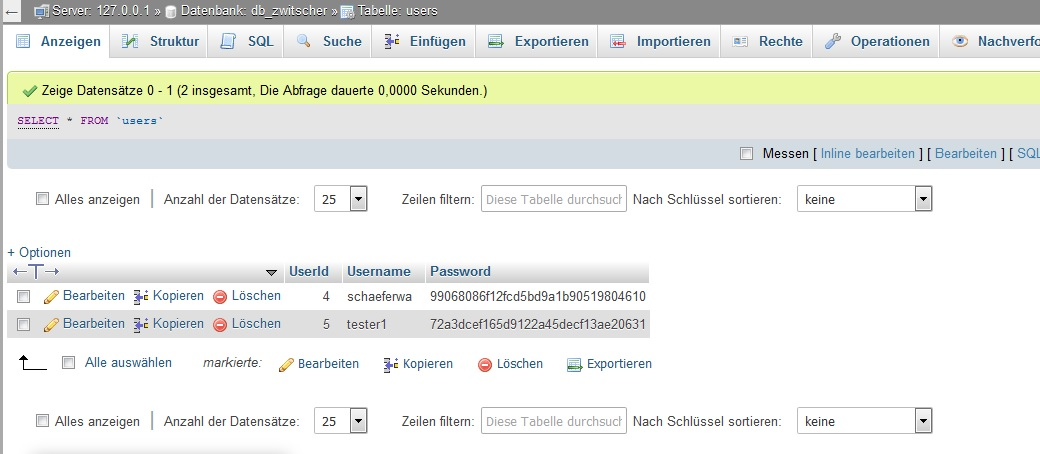 Server: 127.0.0.1 » Datenbank: db_zwitscher » Tabelle: users
Anzeigen Struktur SQL Suche Einfügen Exportieren Importieren Rechte Operationen Nachverfo
Zeige Datensätze 0 - 1 (2 insgesamt, Die Abfrage dauerte 0,0000 Sekunden.)
SELECT * FROM `users`
Messen [ Inline bearbeiten ] [ Bearbeiten ] [ SQL
Alles anzeigen Anzahl der Datensätze: 25 Zeilen filtern: Diese Tabelle durchsuch Nach Schlüssel sortieren: keine
+ Optionen
←T→ UserId Username Password
Bearbeiten Kopieren Löschen 4 schaeferwa 99068086f12fcd5bd9a1b90519804610
Bearbeiten Kopieren Löschen 5 tester1 72a3dcef165d9122a45decf13ae20631
Alle auswählen markierte: Bearbeiten Kopieren Löschen Exportieren
Alles anzeigen Anzahl der Datensätze: 25 Zeilen filtern: Diese Tabelle durchsuch Nach Schlüssel sortieren: keine